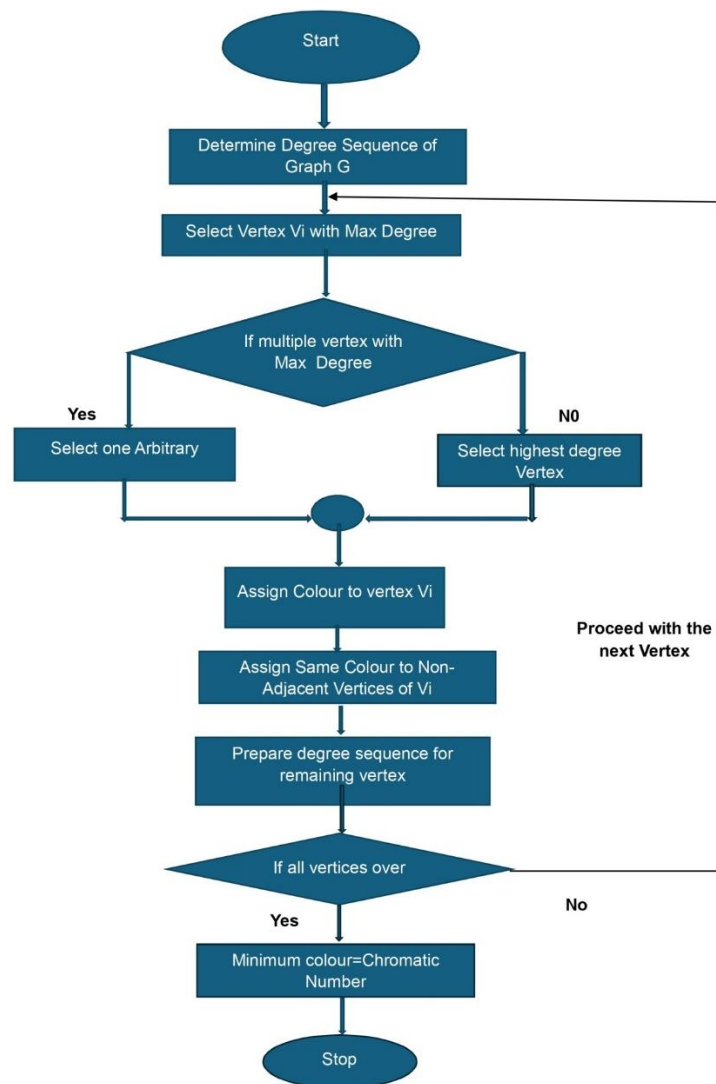 Start
Determine Degree Sequence of
Graph G
Select Vertex Vi with Max Degree
If multiple vertex with
Max Degree
Yes
N0
Select one Arbitrary
Select highest degree
Vertex
Assign Colour to vertex Vi
Proceed with the
next Vertex
Assign Same Colour to Non-
Adjacent Vertices of Vi
Prepare degree sequence for
remaining vertex
If all vertices over
No
Yes
Minimum colour=Chromatic
Number
Stop